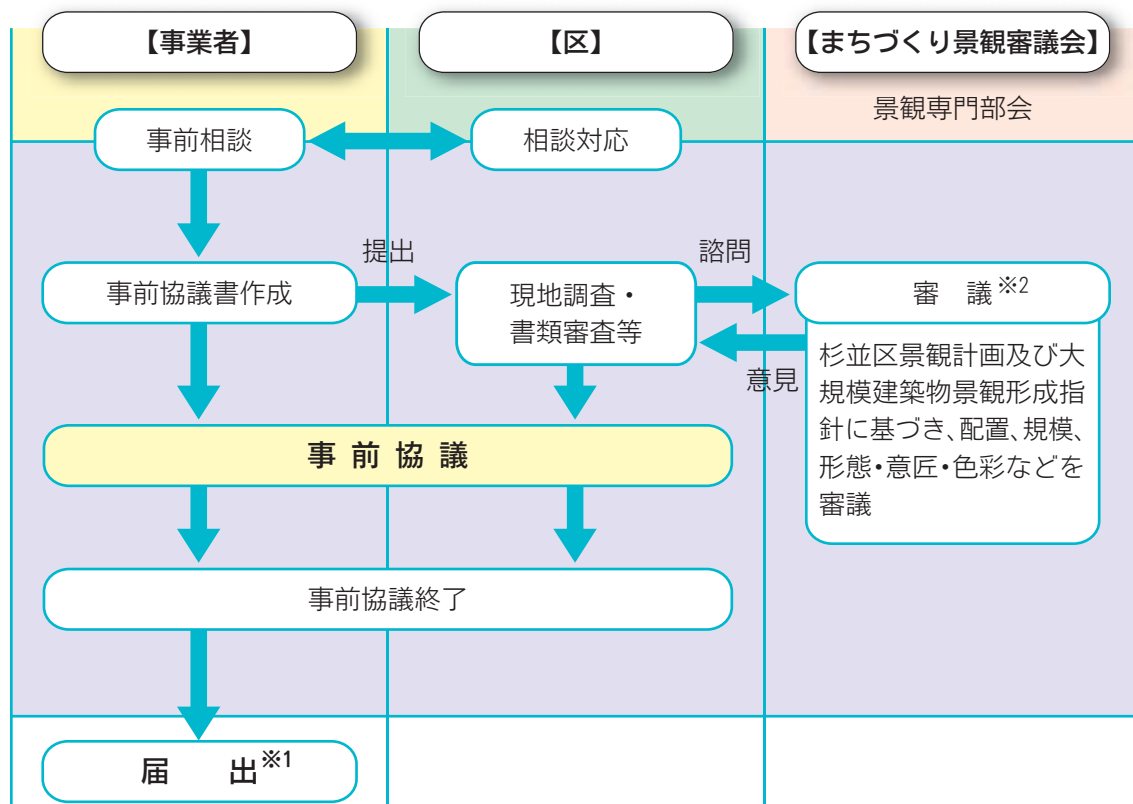 【事業者】
【区】
【まちづくり景観審議会】
景観専門部会
事前相談
相談対応
提出
諮問
事前協議書作成
現地調査・
書類審査等
審　議※2
意見
杉並区景観計画及び大
規模建築物景観形成指
針に基づき、配置、規模、
形態・意匠・色彩などを
審議
事 前 協 議
事前協議終了
届　　出※1